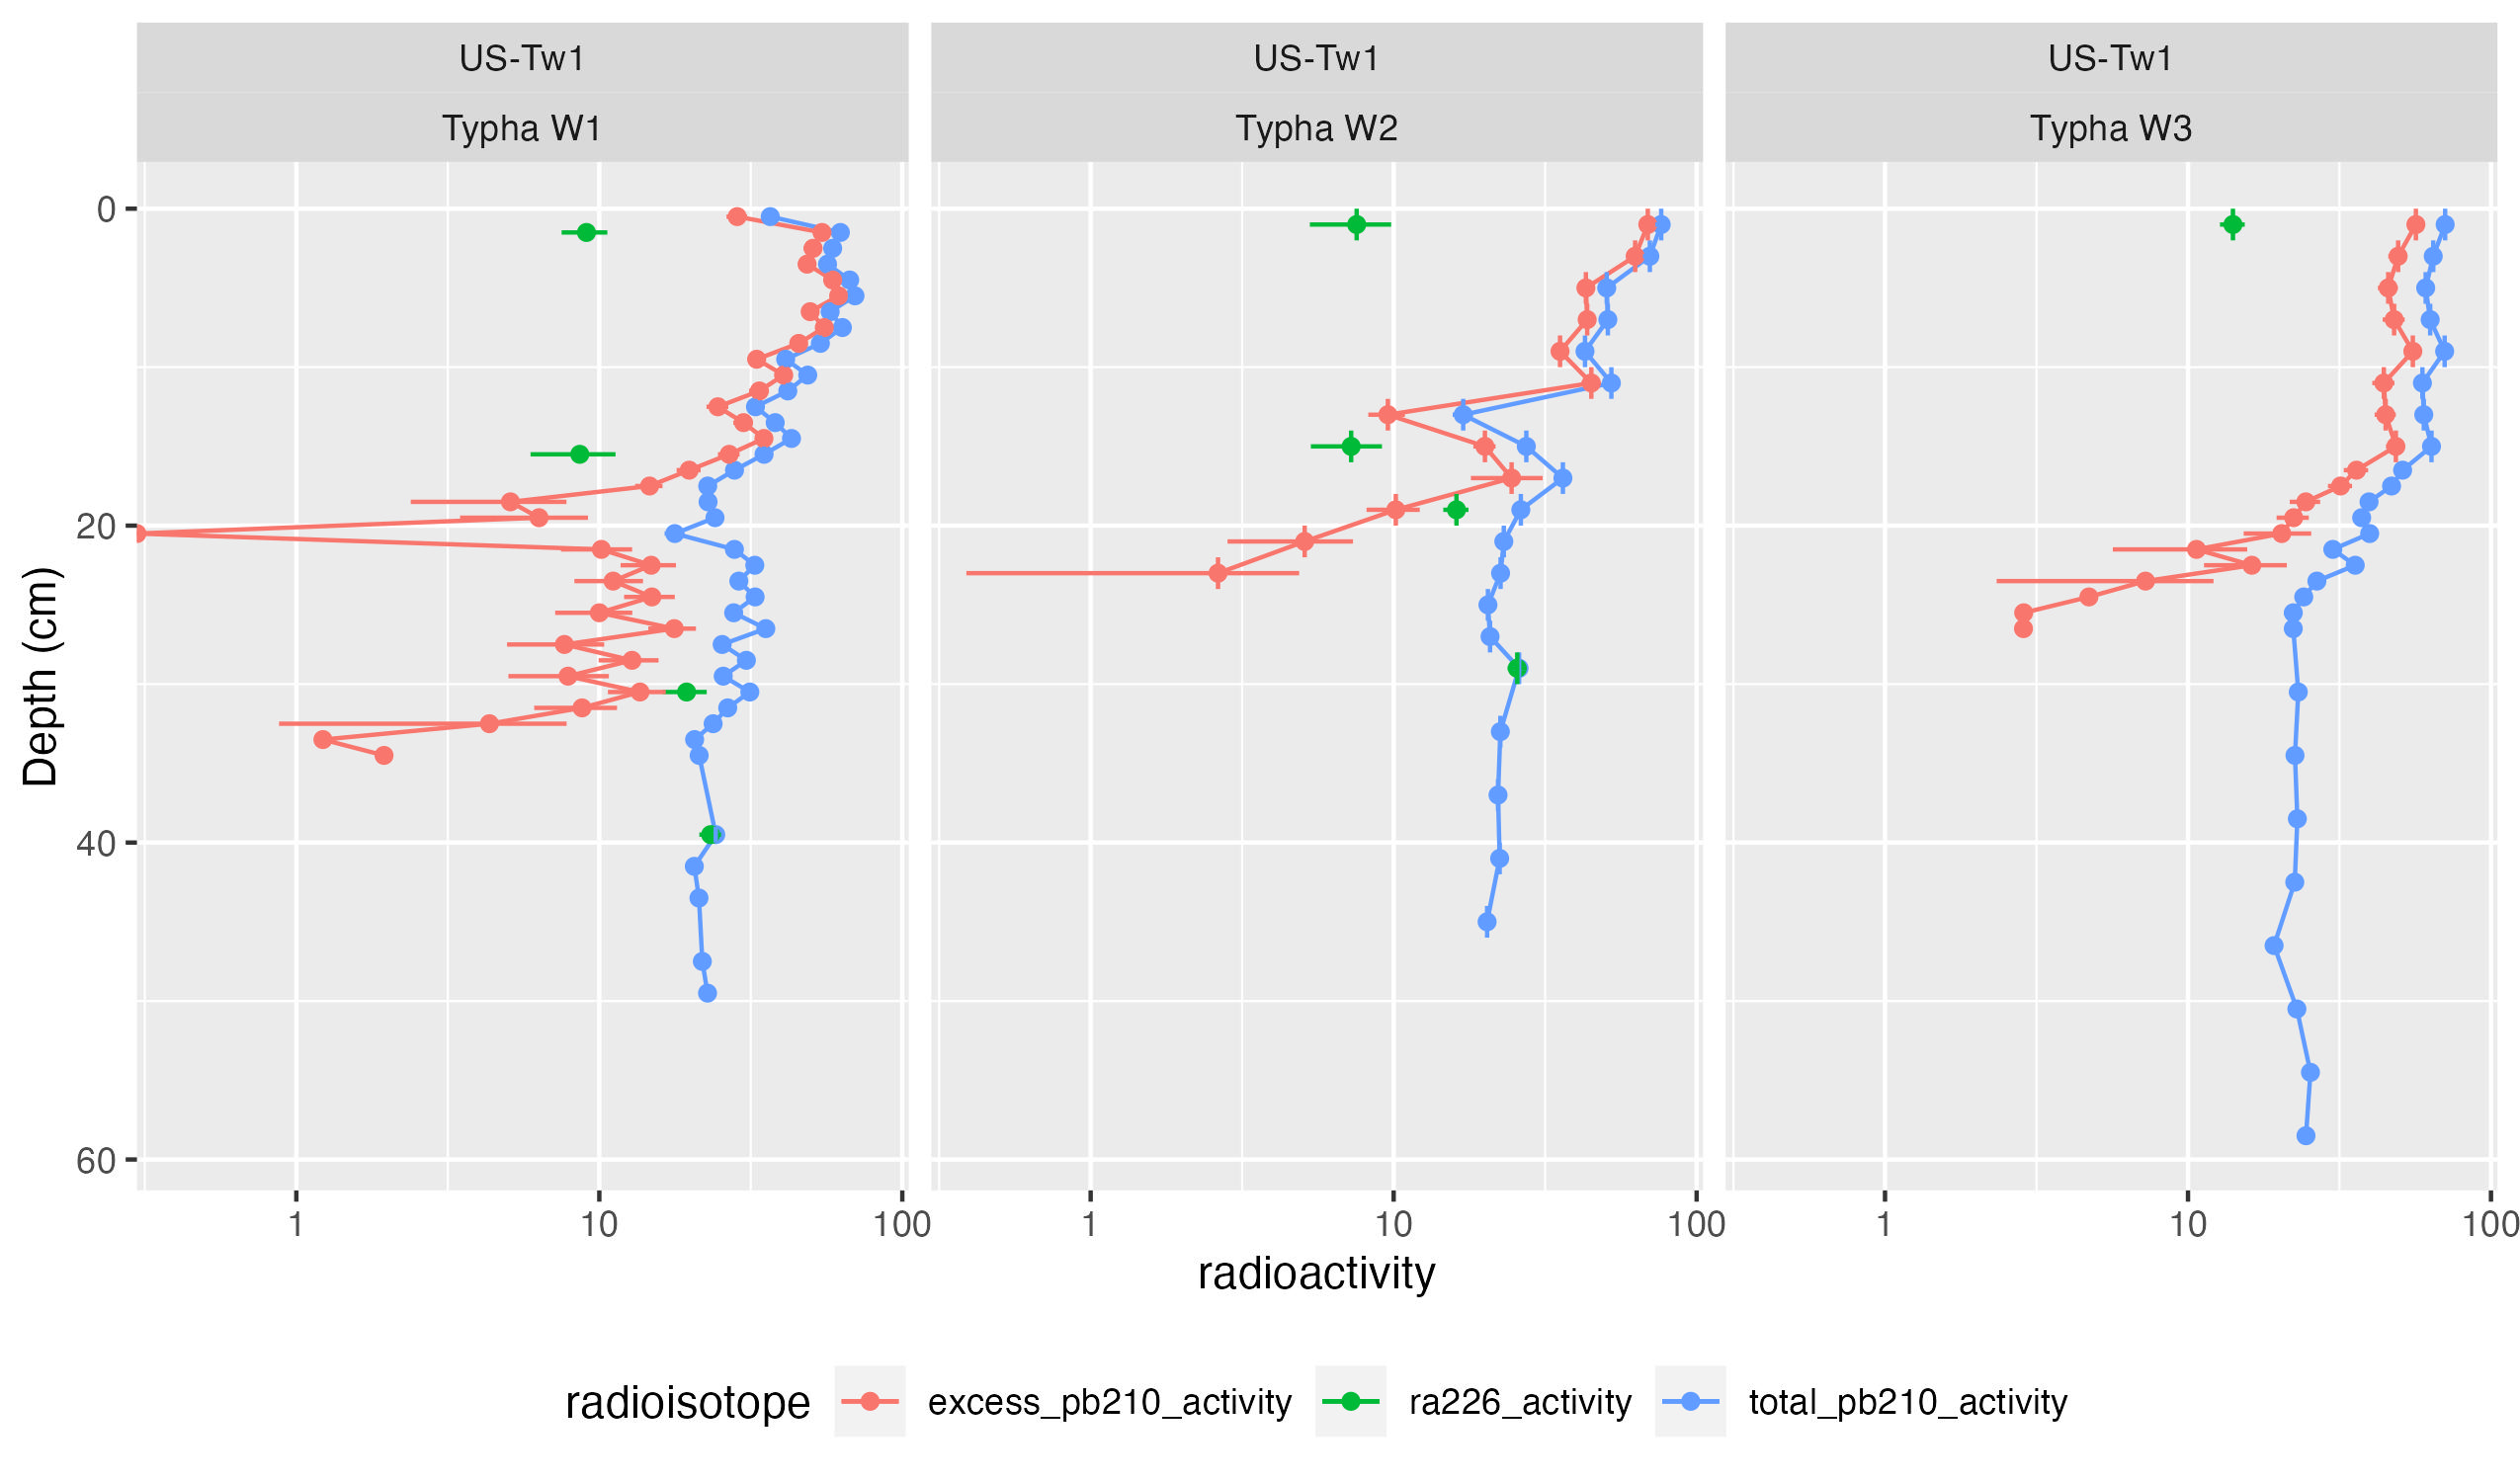 US-Tw1 US-Tw1 US-Tw1
Typha W1 Typha W2 Typha W3
0
20
40
60
Depth (cm)
1 10 100 1 10 100 1 10 100
radioactivity
radioisotope excess_pb210_activity ra226_activity total_pb210_activity